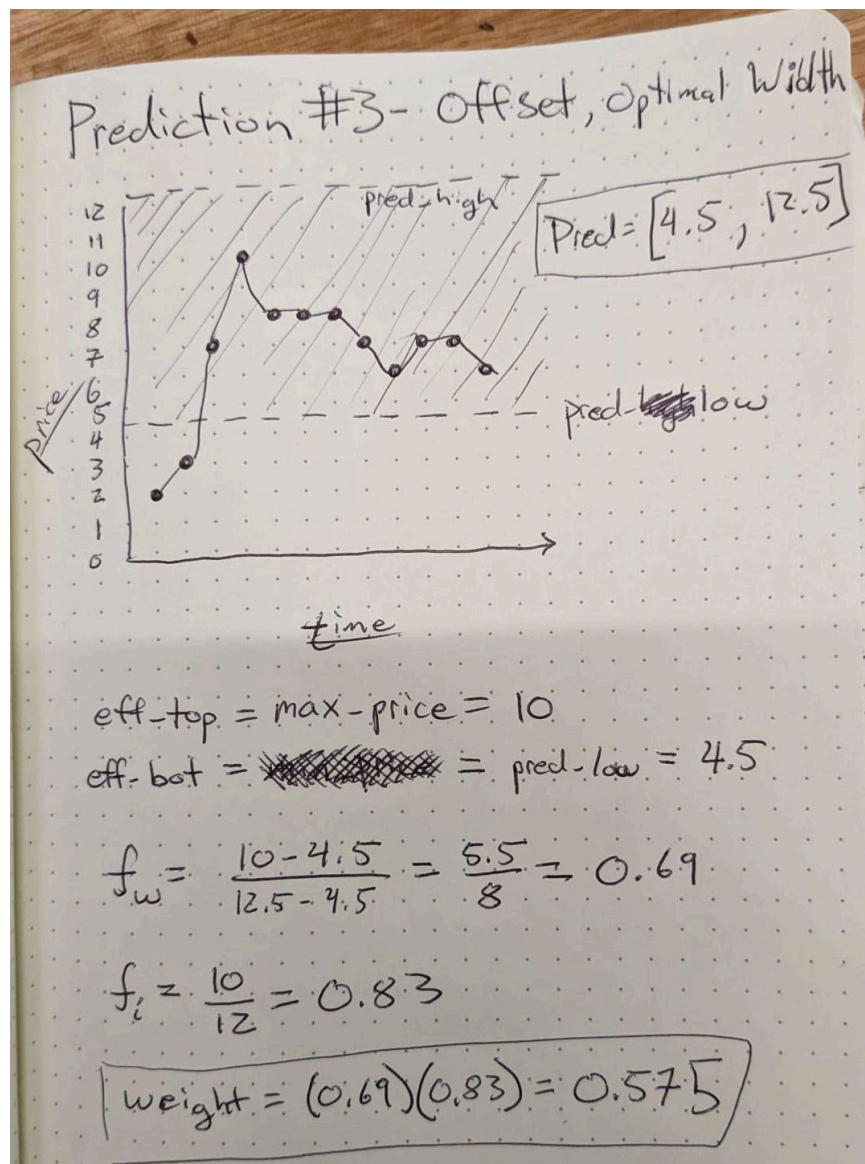 Prediction #3- Offset, Optimal Width
pred-high
Pred = [4.5, 12.5]
12
11
10
9
8
7
6
5
4
3
2
1
0
price
pred-low
time
eff-top = max-price = 10
eff-bot = = pred-low = 4.5
f_w = (10-4.5)/(12.5-4.5) = 5.5/8 = 0.69
f_i = 10/12 = 0.83
weight = (0.69)(0.83) = 0.575